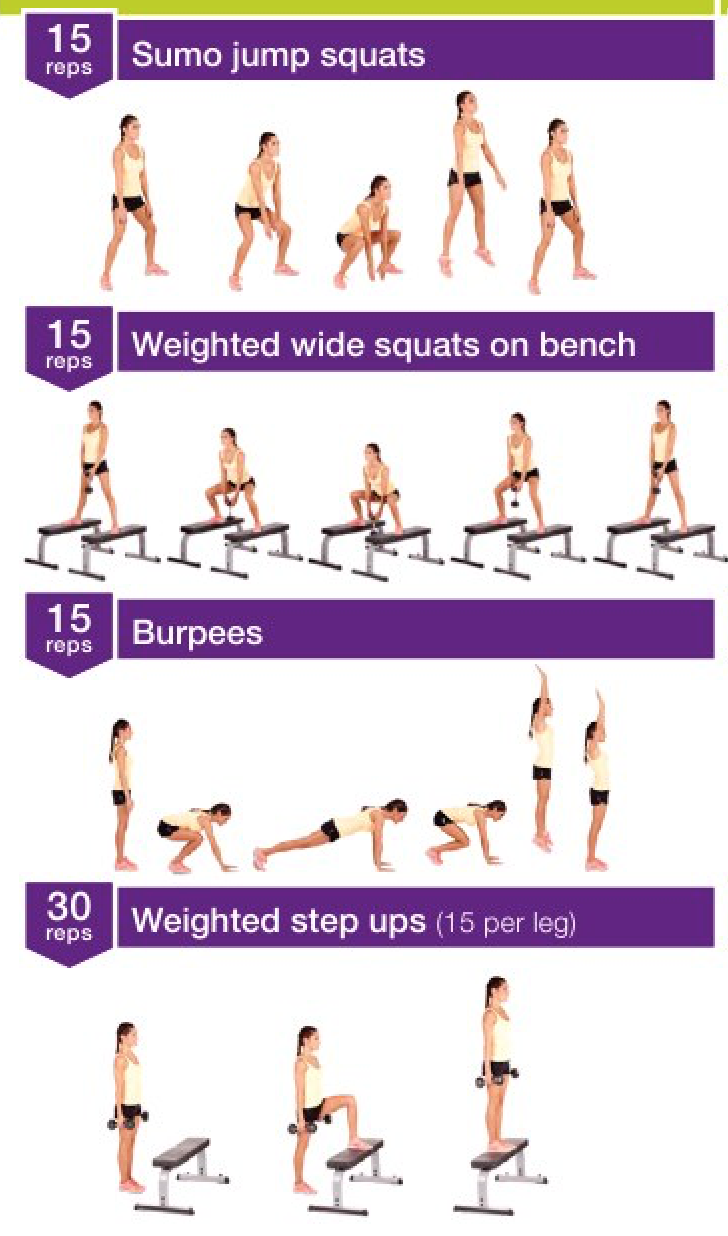 15
reps
Sumo jump squats
15
reps
Weighted wide squats on bench
15
reps
Burpees
30
reps
Weighted step ups (15 per leg)